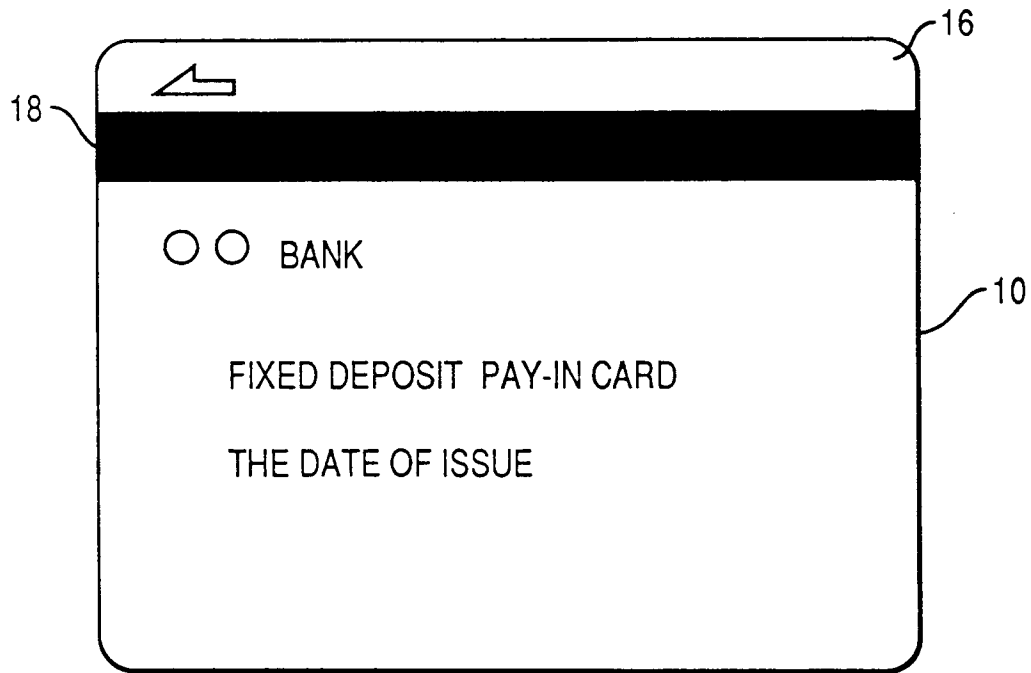 16
18
○○ BANK
10
FIXED DEPOSIT PAY-IN CARD
THE DATE OF ISSUE